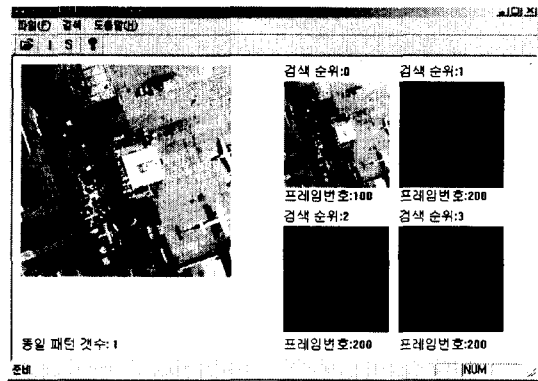 파일(F) 검색 도움말(H)
I S ?
검색 순위:0 검색 순위:1
프레임번호:100 프레임번호:200
검색 순위:2 검색 순위:3
프레임번호:200 프레임번호:200
동일 패턴 갯수: 1
준비 NUM